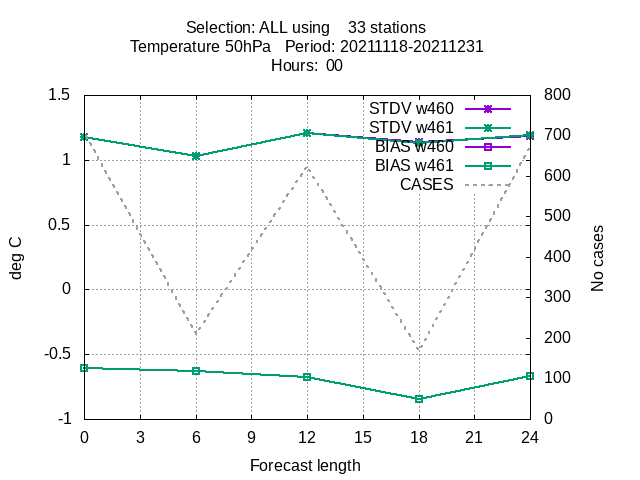 Selection: ALL using 33 stations
Temperature 50hPa Period: 20211118-20211231
Hours: 00
STDV w460
STDV w461
BIAS w460
BIAS w461
CASES
1.5
1
0.5
0
-0.5
-1
deg C
800
700
600
500
400
300
200
100
0
No cases
0 3 6 9 12 15 18 21 24
Forecast length